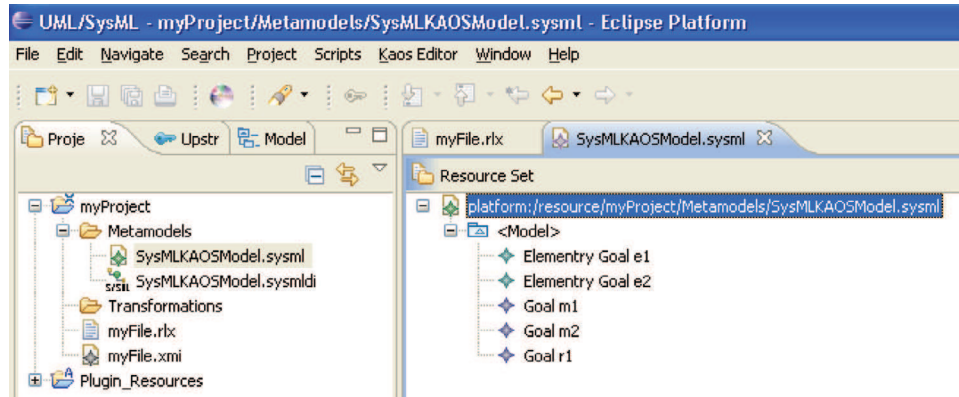 UML/SysML - myProject/Metamodels/SysMLKAOSModel.sysml - Eclipse Platform
File Edit Navigate Search Project Scripts Kaos Editor Window Help
Proje Upstr Model
myProject
Metamodels
SysMLKAOSModel.sysml
S/SIL SysMLKAOSModel.sysmldi
Transformations
myFile.rlx
myFile.xmi
Plugin_Resources
myFile.rlx SysMLKAOSModel.sysml
Resource Set
platform:/resource/myProject/Metamodels/SysMLKAOSModel.sysml
<Model>
Elementry Goal e1
Elementry Goal e2
Goal m1
Goal m2
Goal r1